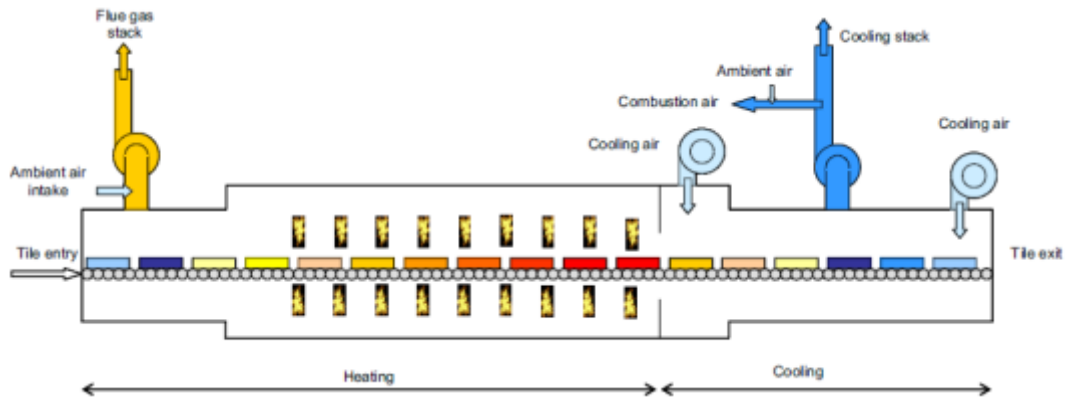 Flue gas
stack
Cooling stack
Ambient air
Combustion air
Cooling air
Cooling air
Ambient air
intake
Tile entry
Tile exit
Heating
Cooling